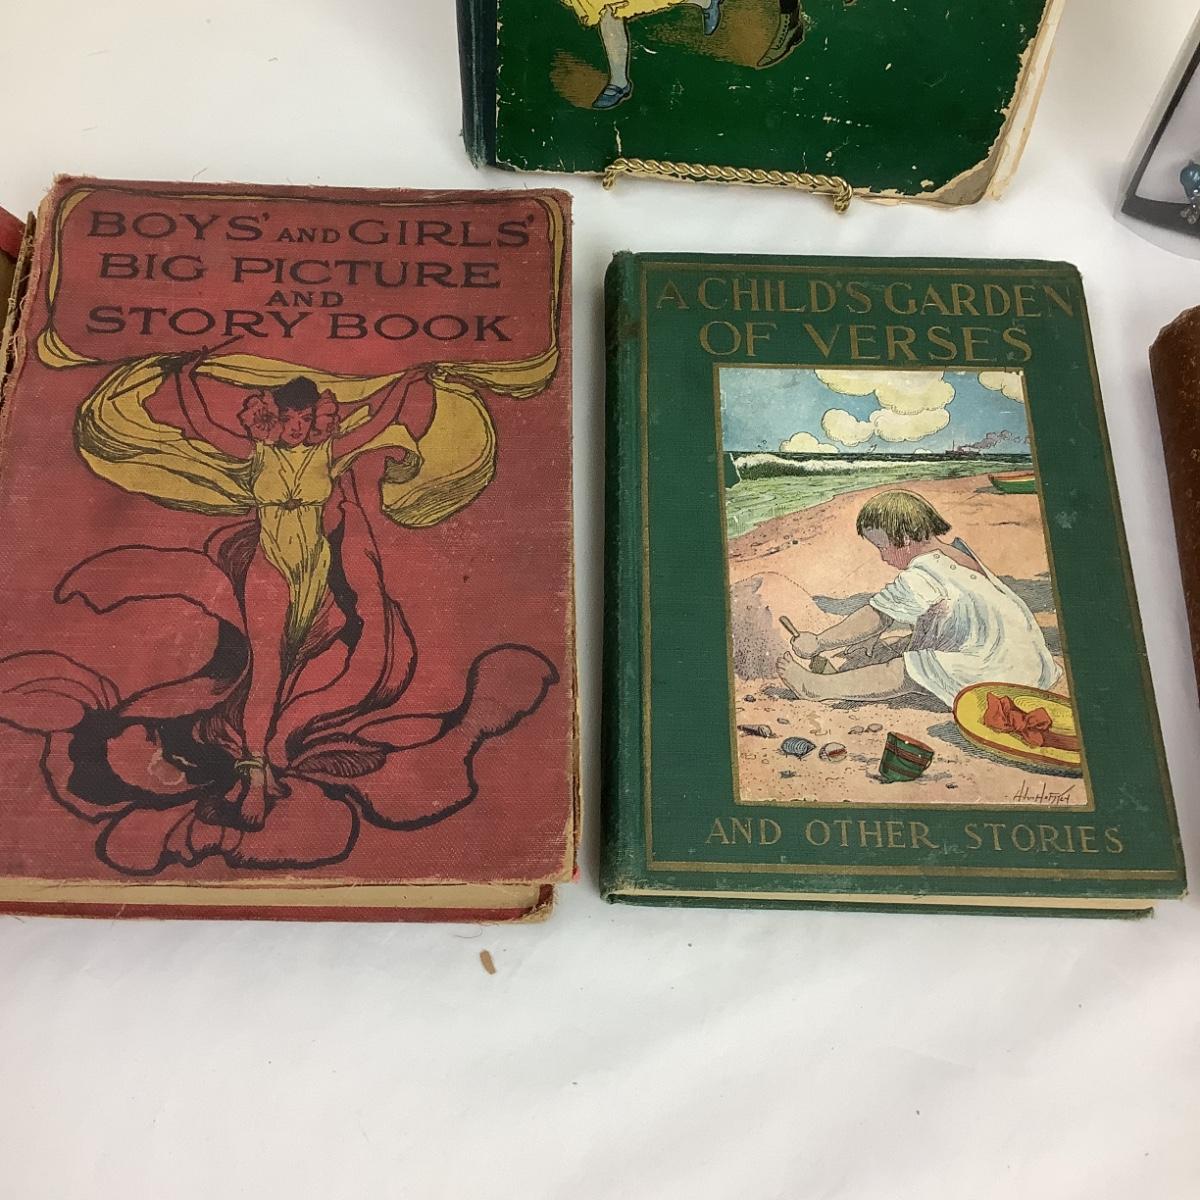 BOYS' AND GIRLS'
BIG PICTURE
AND
STORY BOOK
A CHILD'S GARDEN
OF VERSES
AND OTHER STORIES